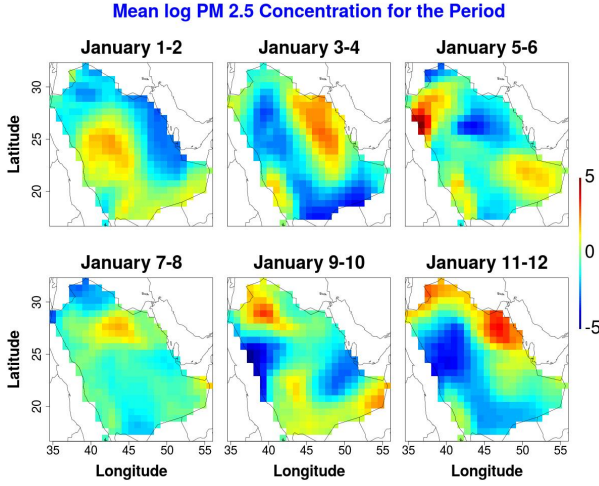 Mean log PM 2.5 Concentration for the Period
January 1-2
January 3-4
January 5-6
Latitude
30
25
20
5
0
-5
January 7-8
January 9-10
January 11-12
Latitude
30
25
20
35 40 45 50 55
35 40 45 50 55
35 40 45 50 55
Longitude
Longitude
Longitude